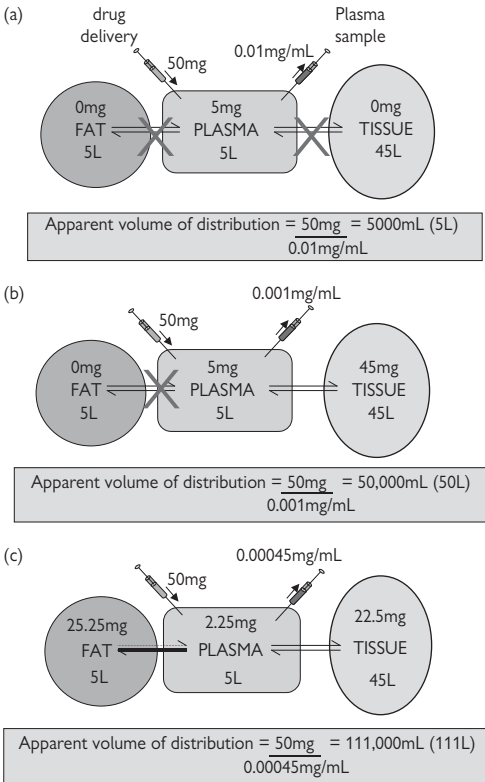 (a)
drug
delivery
Plasma
sample
50mg
0.01mg/mL
0mg
FAT
5L
5mg
PLASMA
5L
0mg
TISSUE
45L
Apparent volume of distribution = 50mg = 5000mL (5L)
0.01mg/mL
(b)
50mg
0.001mg/mL
0mg
FAT
5L
5mg
PLASMA
5L
45mg
TISSUE
45L
Apparent volume of distribution = 50mg = 50,000mL (50L)
0.001mg/mL
(c)
50mg
0.00045mg/mL
25.25mg
FAT
5L
2.25mg
PLASMA
5L
22.5mg
TISSUE
45L
Apparent volume of distribution = 50mg = 111,000mL (111L)
0.00045mg/mL